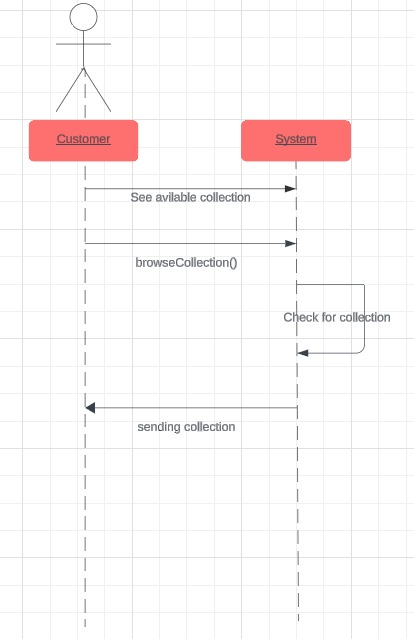 Customer
System
See avilable collection
browseCollection()
Check for collection
sending collection